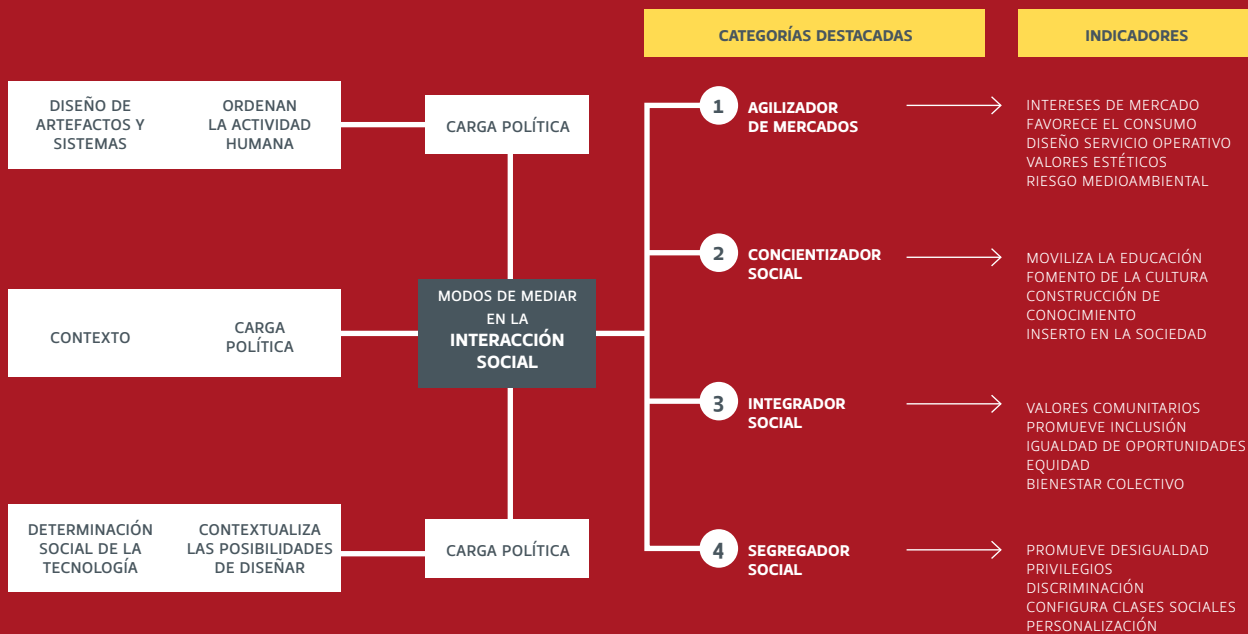 CATEGORÍAS DESTACADAS
INDICADORES
DISEÑO DE
ARTEFACTOS Y
SISTEMAS
ORDENAN
LA ACTIVIDAD
HUMANA
CARGA POLÍTICA
CONTEXTO
CARGA
POLÍTICA
MODOS DE MEDIAR
EN LA
INTERACCIÓN
SOCIAL
DETERMINACIÓN
SOCIAL DE LA
TECNOLOGÍA
CONTEXTUALIZA
LAS POSIBILIDADES
DE DISEÑAR
CARGA POLÍTICA
1
AGILIZADOR
DE MERCADOS
INTERESES DE MERCADO
FAVORECE EL CONSUMO
DISEÑO SERVICIO OPERATIVO
VALORES ESTÉTICOS
RIESGO MEDIOAMBIENTAL
2
CONCIENTIZADOR
SOCIAL
MOVILIZA LA EDUCACIÓN
FOMENTO DE LA CULTURA
CONSTRUCCIÓN DE
CONOCIMIENTO
INSERTO EN LA SOCIEDAD
3
INTEGRADOR
SOCIAL
VALORES COMUNITARIOS
PROMUEVE INCLUSIÓN
IGUALDAD DE OPORTUNIDADES
EQUIDAD
BIENESTAR COLECTIVO
4
SEGREGADOR
SOCIAL
PROMUEVE DESIGUALDAD
PRIVILEGIOS
DISCRIMINACIÓN
CONFIGURA CLASES SOCIALES
PERSONALIZACIÓN